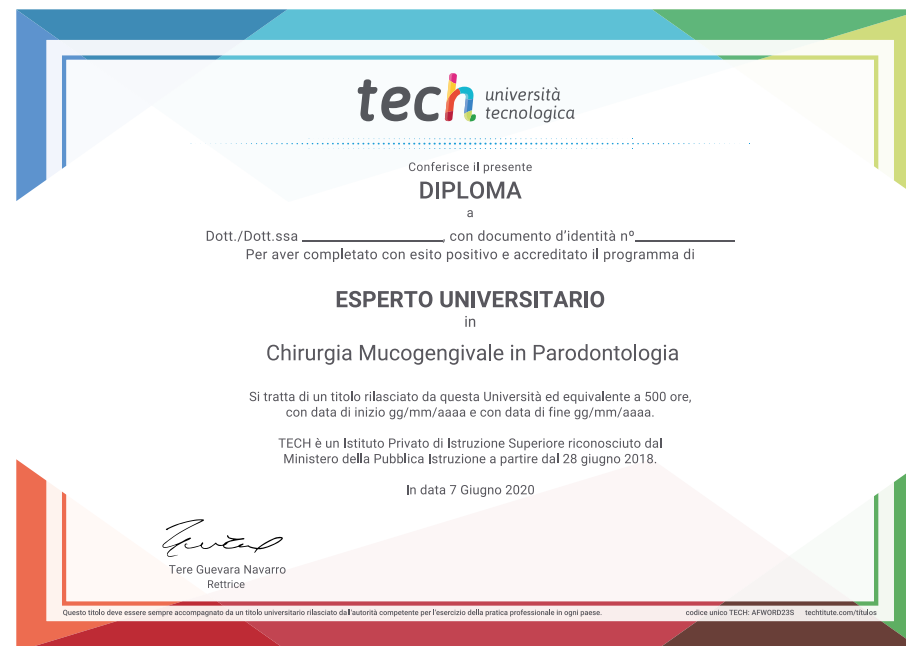 tech università
tecnologica
Conferisce il presente
DIPLOMA
a
Dott./Dott.ssa ____________________, con documento d'identità nº______________
Per aver completato con esito positivo e accreditato il programma di
ESPERTO UNIVERSITARIO
in
Chirurgia Mucogengivale in Parodontologia
Si tratta di un titolo rilasciato da questa Università ed equivalente a 500 ore,
con data di inizio gg/mm/aaaa e con data di fine gg/mm/aaaa.
TECH è un Istituto Privato di Istruzione Superiore riconosciuto dal
Ministero della Pubblica Istruzione a partire dal 28 giugno 2018.
In data 7 Giugno 2020
Tere Guevara Navarro
Rettrice
Questo titolo deve essere sempre accompagnato da un titolo universitario rilasciato dall'autorità competente per l'esercizio della pratica professionale in ogni paese. codice unico TECH: AFWORD23S techtitute.com/titulos